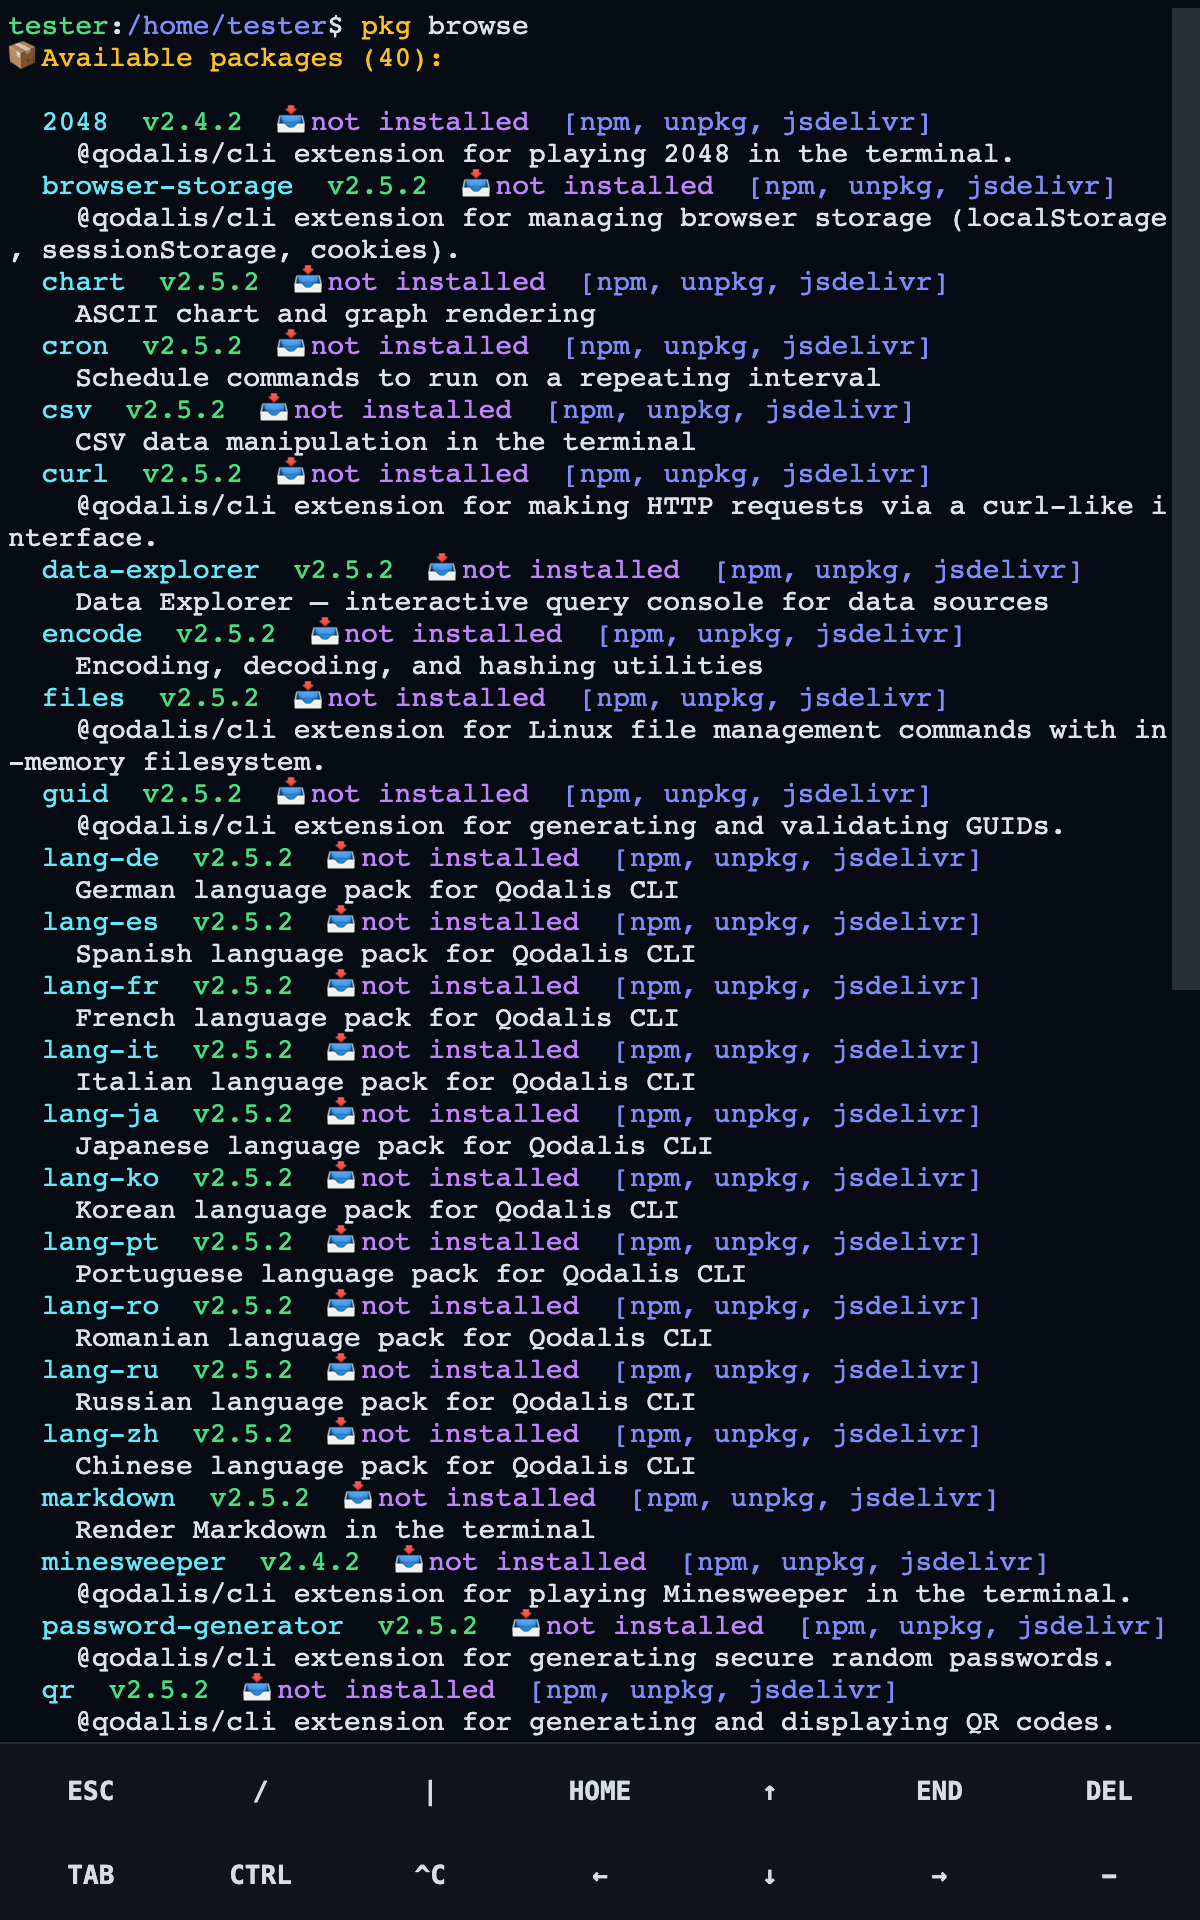 tester:/home/tester$ pkg browse
📦Available packages (40):
2048  v2.4.2  📥not installed  [npm, unpkg, jsdelivr]
@qodalis/cli extension for playing 2048 in the terminal.
browser-storage  v2.5.2  📥not installed  [npm, unpkg, jsdelivr]
@qodalis/cli extension for managing browser storage (localStorage
, sessionStorage, cookies).
chart  v2.5.2  📥not installed  [npm, unpkg, jsdelivr]
ASCII chart and graph rendering
cron  v2.5.2  📥not installed  [npm, unpkg, jsdelivr]
Schedule commands to run on a repeating interval
csv  v2.5.2  📥not installed  [npm, unpkg, jsdelivr]
CSV data manipulation in the terminal
curl  v2.5.2  📥not installed  [npm, unpkg, jsdelivr]
@qodalis/cli extension for making HTTP requests via a curl-like i
nterface.
data-explorer  v2.5.2  📥not installed  [npm, unpkg, jsdelivr]
Data Explorer — interactive query console for data sources
encode  v2.5.2  📥not installed  [npm, unpkg, jsdelivr]
Encoding, decoding, and hashing utilities
files  v2.5.2  📥not installed  [npm, unpkg, jsdelivr]
@qodalis/cli extension for Linux file management commands with in
-memory filesystem.
guid  v2.5.2  📥not installed  [npm, unpkg, jsdelivr]
@qodalis/cli extension for generating and validating GUIDs.
lang-de  v2.5.2  📥not installed  [npm, unpkg, jsdelivr]
German language pack for Qodalis CLI
lang-es  v2.5.2  📥not installed  [npm, unpkg, jsdelivr]
Spanish language pack for Qodalis CLI
lang-fr  v2.5.2  📥not installed  [npm, unpkg, jsdelivr]
French language pack for Qodalis CLI
lang-it  v2.5.2  📥not installed  [npm, unpkg, jsdelivr]
Italian language pack for Qodalis CLI
lang-ja  v2.5.2  📥not installed  [npm, unpkg, jsdelivr]
Japanese language pack for Qodalis CLI
lang-ko  v2.5.2  📥not installed  [npm, unpkg, jsdelivr]
Korean language pack for Qodalis CLI
lang-pt  v2.5.2  📥not installed  [npm, unpkg, jsdelivr]
Portuguese language pack for Qodalis CLI
lang-ro  v2.5.2  📥not installed  [npm, unpkg, jsdelivr]
Romanian language pack for Qodalis CLI
lang-ru  v2.5.2  📥not installed  [npm, unpkg, jsdelivr]
Russian language pack for Qodalis CLI
lang-zh  v2.5.2  📥not installed  [npm, unpkg, jsdelivr]
Chinese language pack for Qodalis CLI
markdown  v2.5.2  📥not installed  [npm, unpkg, jsdelivr]
Render Markdown in the terminal
minesweeper  v2.4.2  📥not installed  [npm, unpkg, jsdelivr]
@qodalis/cli extension for playing Minesweeper in the terminal.
password-generator  v2.5.2  📥not installed  [npm, unpkg, jsdelivr]
@qodalis/cli extension for generating secure random passwords.
qr  v2.5.2  📥not installed  [npm, unpkg, jsdelivr]
@qodalis/cli extension for generating and displaying QR codes.
ESC / | HOME ↑ END DEL
TAB CTRL ^C ← ↓ → −